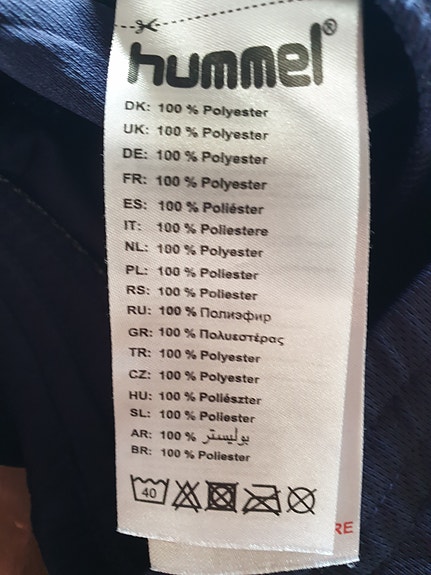 hummel®
DK: 100 % Polyester
UK: 100 % Polyester
DE: 100 % Polyester
FR: 100 % Polyester
ES: 100 % Poliéster
IT: 100 % Poliestere
NL: 100 % Polyester
PL: 100 % Poliester
RS: 100 % Poliester
RU: 100 % Полиэфир
GR: 100 % Πολυεστέρας
TR: 100 % Polyester
CZ: 100 % Polyester
HU: 100 % Poliészter
SL: 100 % Poliester
AR: 100 % بوليستر
BR: 100 % Poliester
40
RE